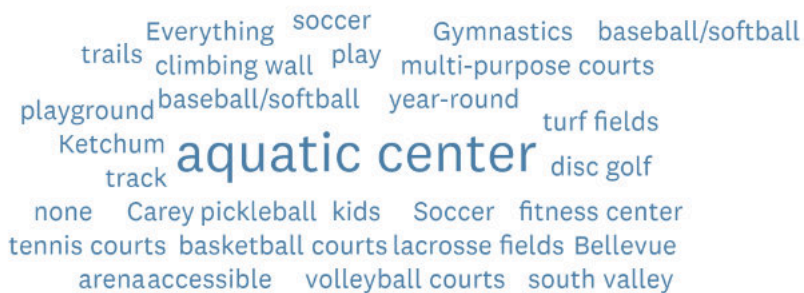 Everything soccer Gymnastics baseball/softball
trails climbing wall play multi-purpose courts
playground baseball/softball year-round turf fields
Ketchum aquatic center disc golf
track
none Carey pickleball kids Soccer fitness center
tennis courts basketball courts lacrosse fields Bellevue
arena accessible volleyball courts south valley